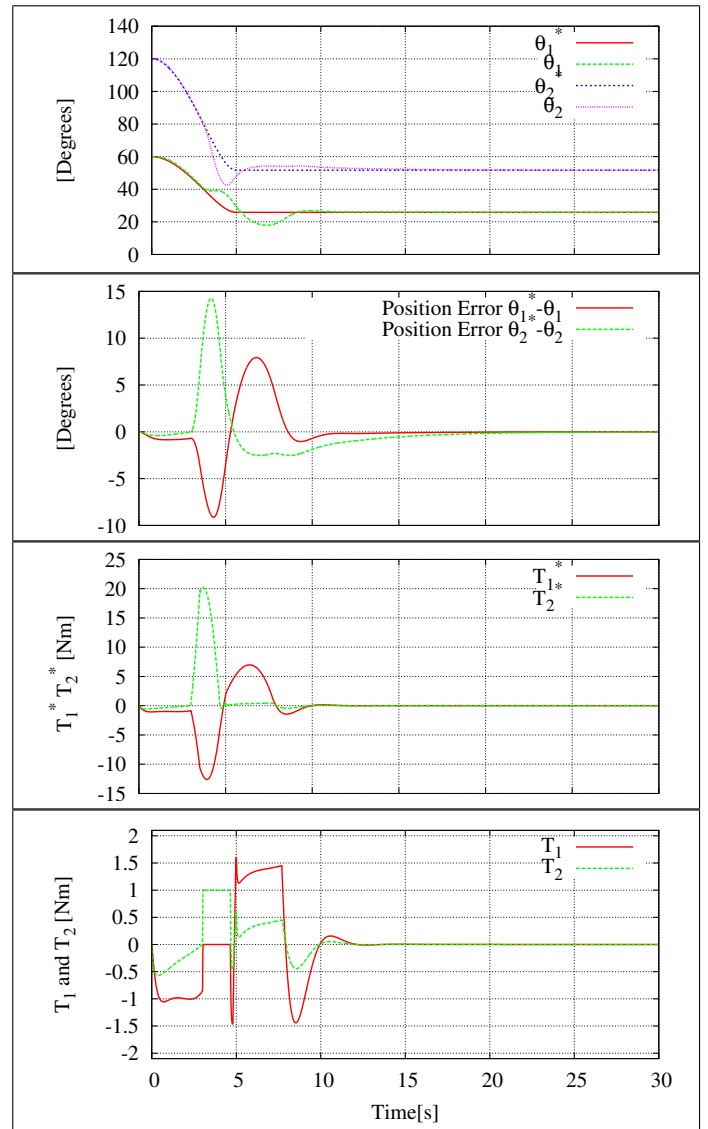 140
120
100
80
60
40
20
0
[Degrees]
θ1*
θ1
θ2*
θ2
15
10
5
0
-5
-10
[Degrees]
Position Error θ1*-θ1
Position Error θ2*-θ2
25
20
15
10
5
0
-5
-10
-15
T1* T2* [Nm]
T1*
T2*
2
1.5
1
0.5
0
-0.5
-1
-1.5
-2
T1 and T2 [Nm]
T1
T2
0 5 10 15 20 25 30
Time[s]